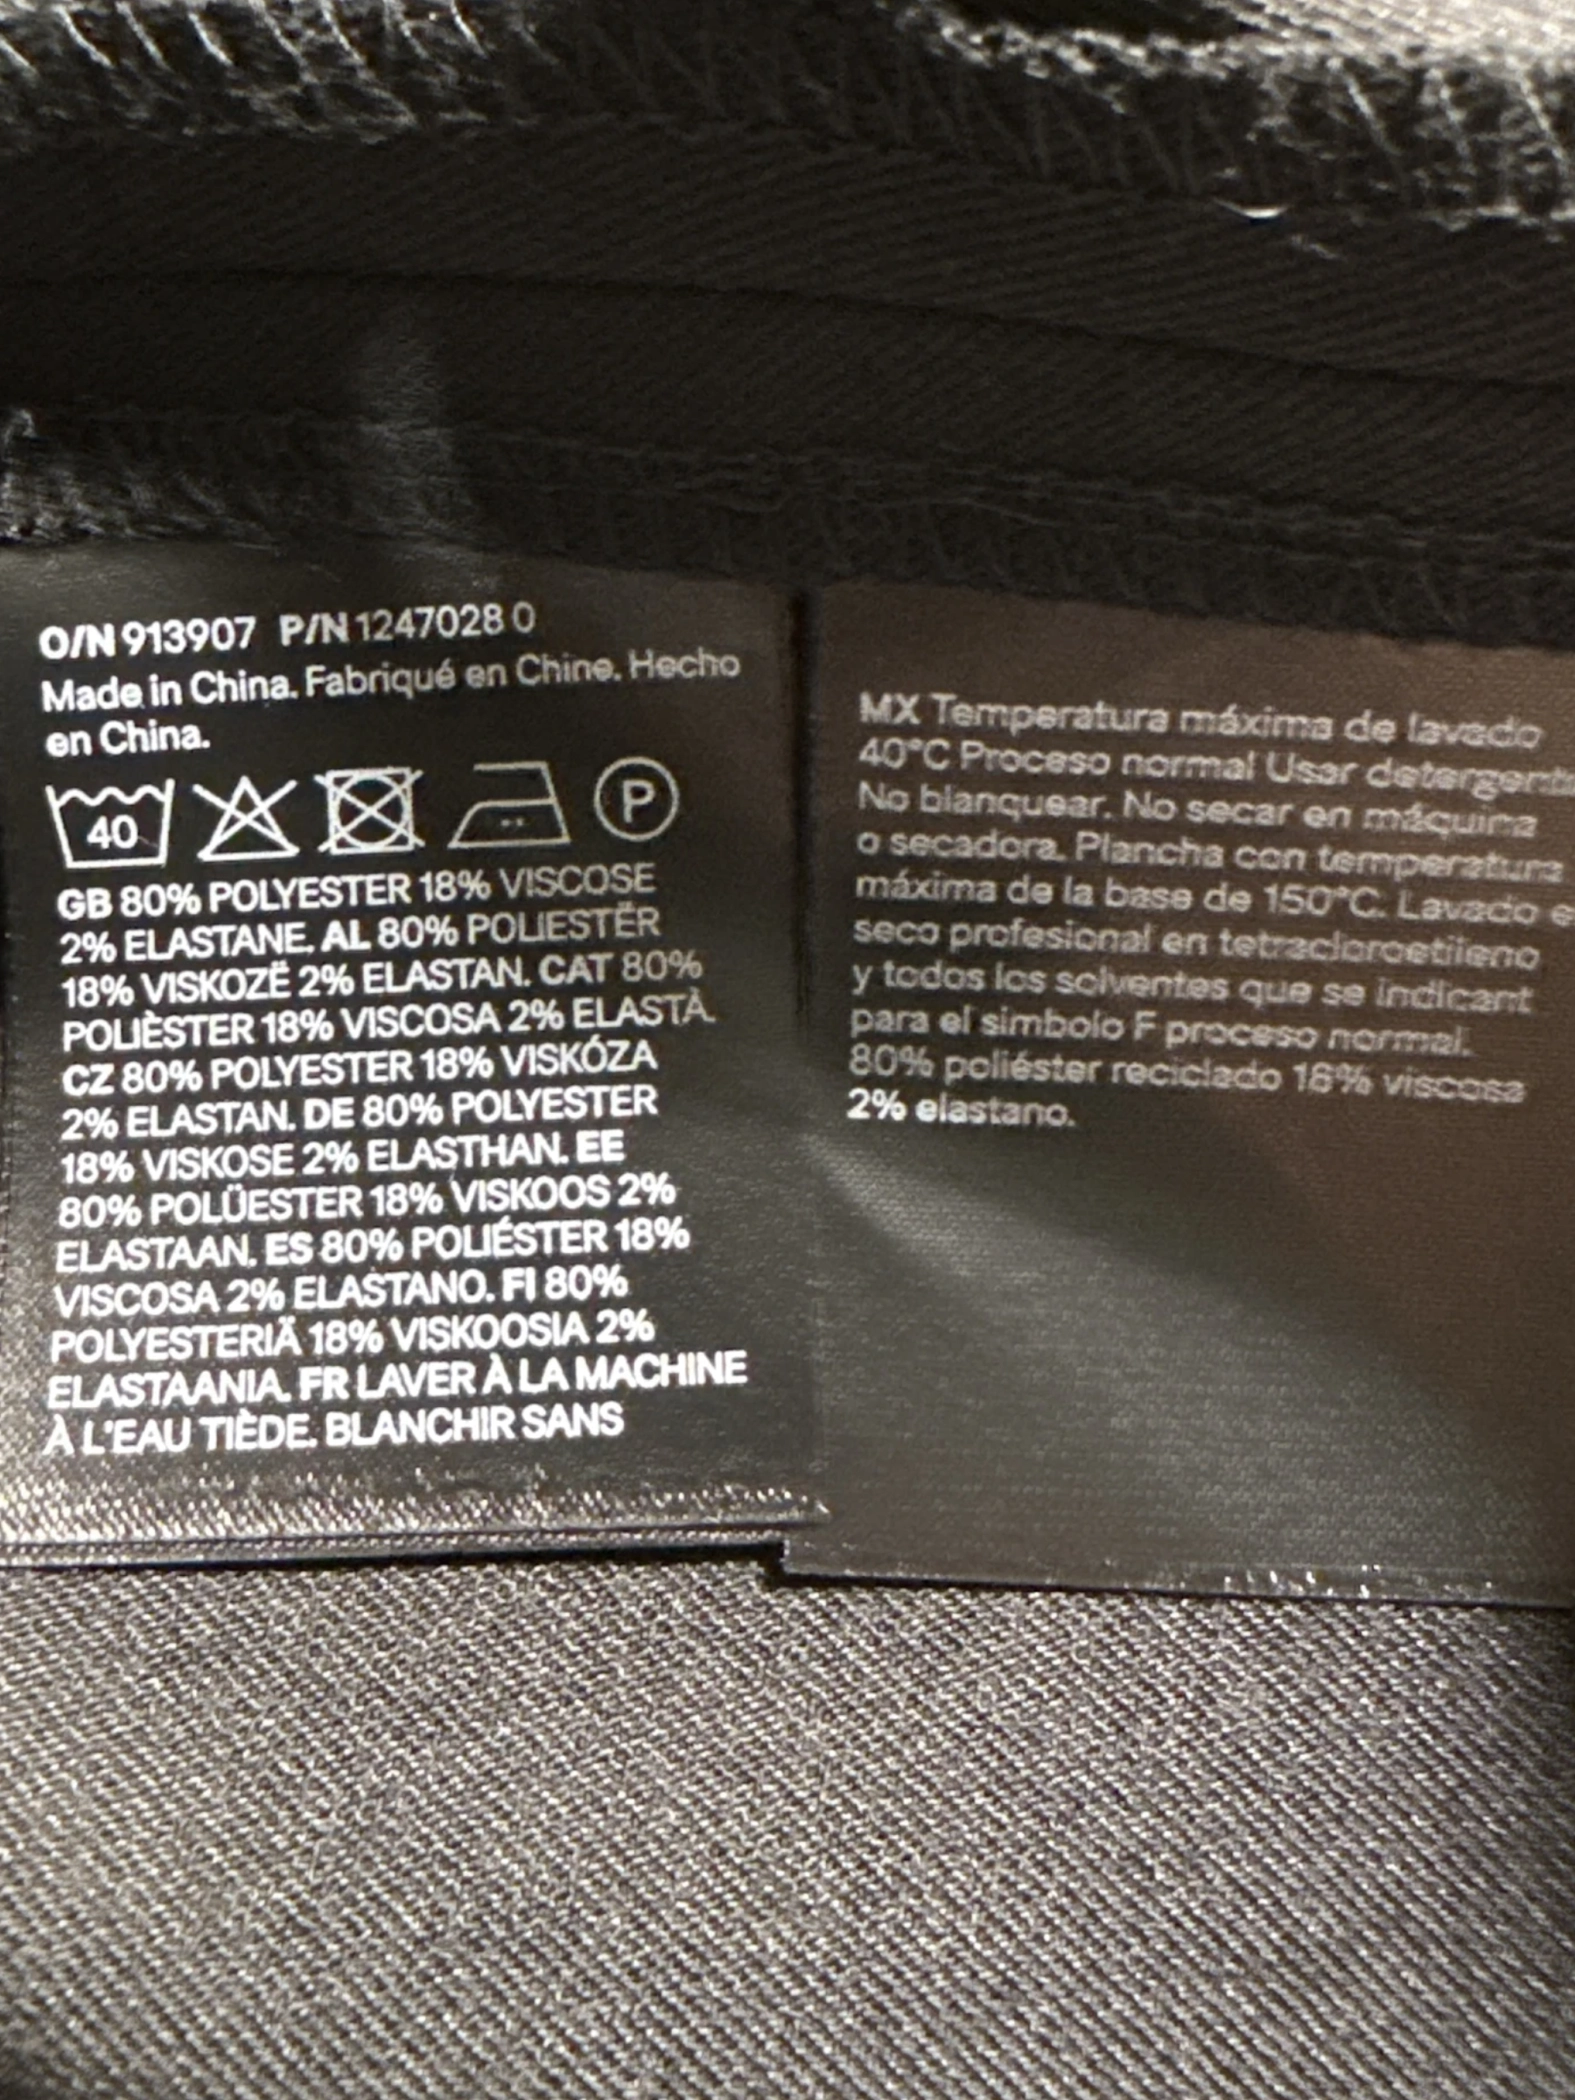 O/N 913907 P/N 1247028 0
Made in China. Fabriqué en Chine. Hecho
en China.
40
P
GB 80% POLYESTER 18% VISCOSE
2% ELASTANE. AL 80% POLIESTËR
18% VISKOZË 2% ELASTAN. CAT 80%
POLIÈSTER 18% VISCOSA 2% ELASTÀ.
CZ 80% POLYESTER 18% VISKÓZA
2% ELASTAN. DE 80% POLYESTER
18% VISKOSE 2% ELASTHAN. EE
80% POLÜESTER 18% VISKOOS 2%
ELASTAAN. ES 80% POLIÉSTER 18%
VISCOSA 2% ELASTANO. FI 80%
POLYESTERIÄ 18% VISKOOSIA 2%
ELASTAANIA. FR LAVER À LA MACHINE
À L'EAU TIÈDE. BLANCHIR SANS
MX Temperatura máxima de lavado
40°C Proceso normal Usar detergente
No blanquear. No secar en máquina
o secadora. Plancha con temperatura
máxima de la base de 150°C. Lavado e
seco profesional en tetracloroetileno
y todos los solventes que se indicant
para el simbolo F proceso normal.
80% poliéster reciclado 18% viscosa
2% elastano.